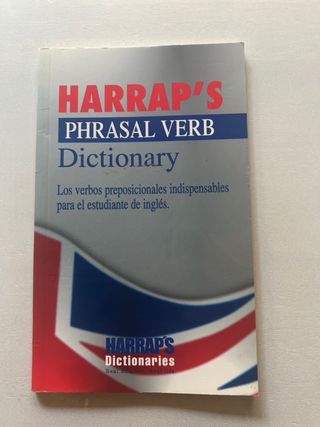 HARRAP'S
PHRASAL VERB
Dictionary
Los verbos preposicionales indispensables
para el estudiante de inglés.
HARRAP'S
Dictionaries